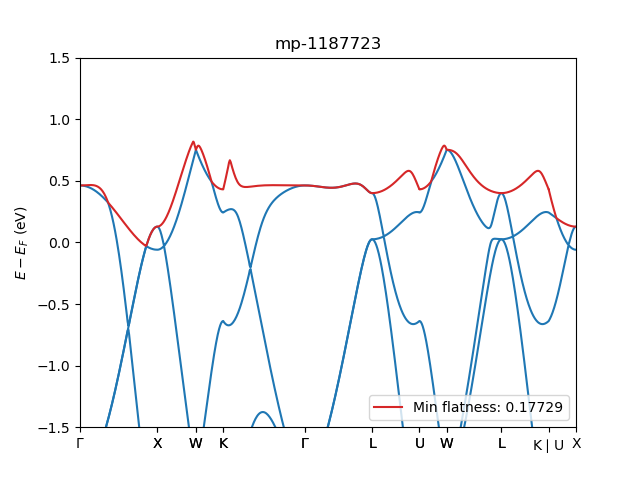 mp-1187723
1.5
1.0
0.5
0.0
−0.5
−1.0
−1.5
E − E_F (eV)
Min flatness: 0.17729
Γ X W K Γ L U W L K | U X